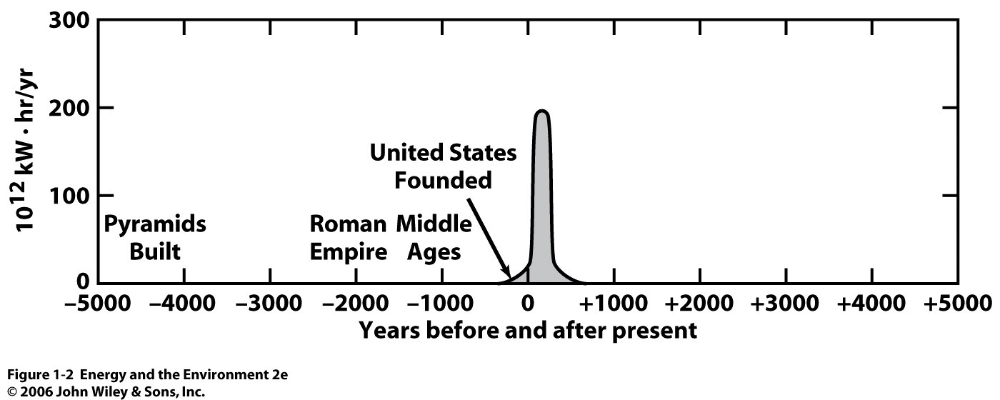 300
200
100
0
10¹² kW · hr/yr
United States
Founded
Pyramids
Built
Roman
Empire
Middle
Ages
–5000 –4000 –3000 –2000 –1000 0 +1000 +2000 +3000 +4000 +5000
Years before and after present
Figure 1-2 Energy and the Environment 2e
© 2006 John Wiley & Sons, Inc.